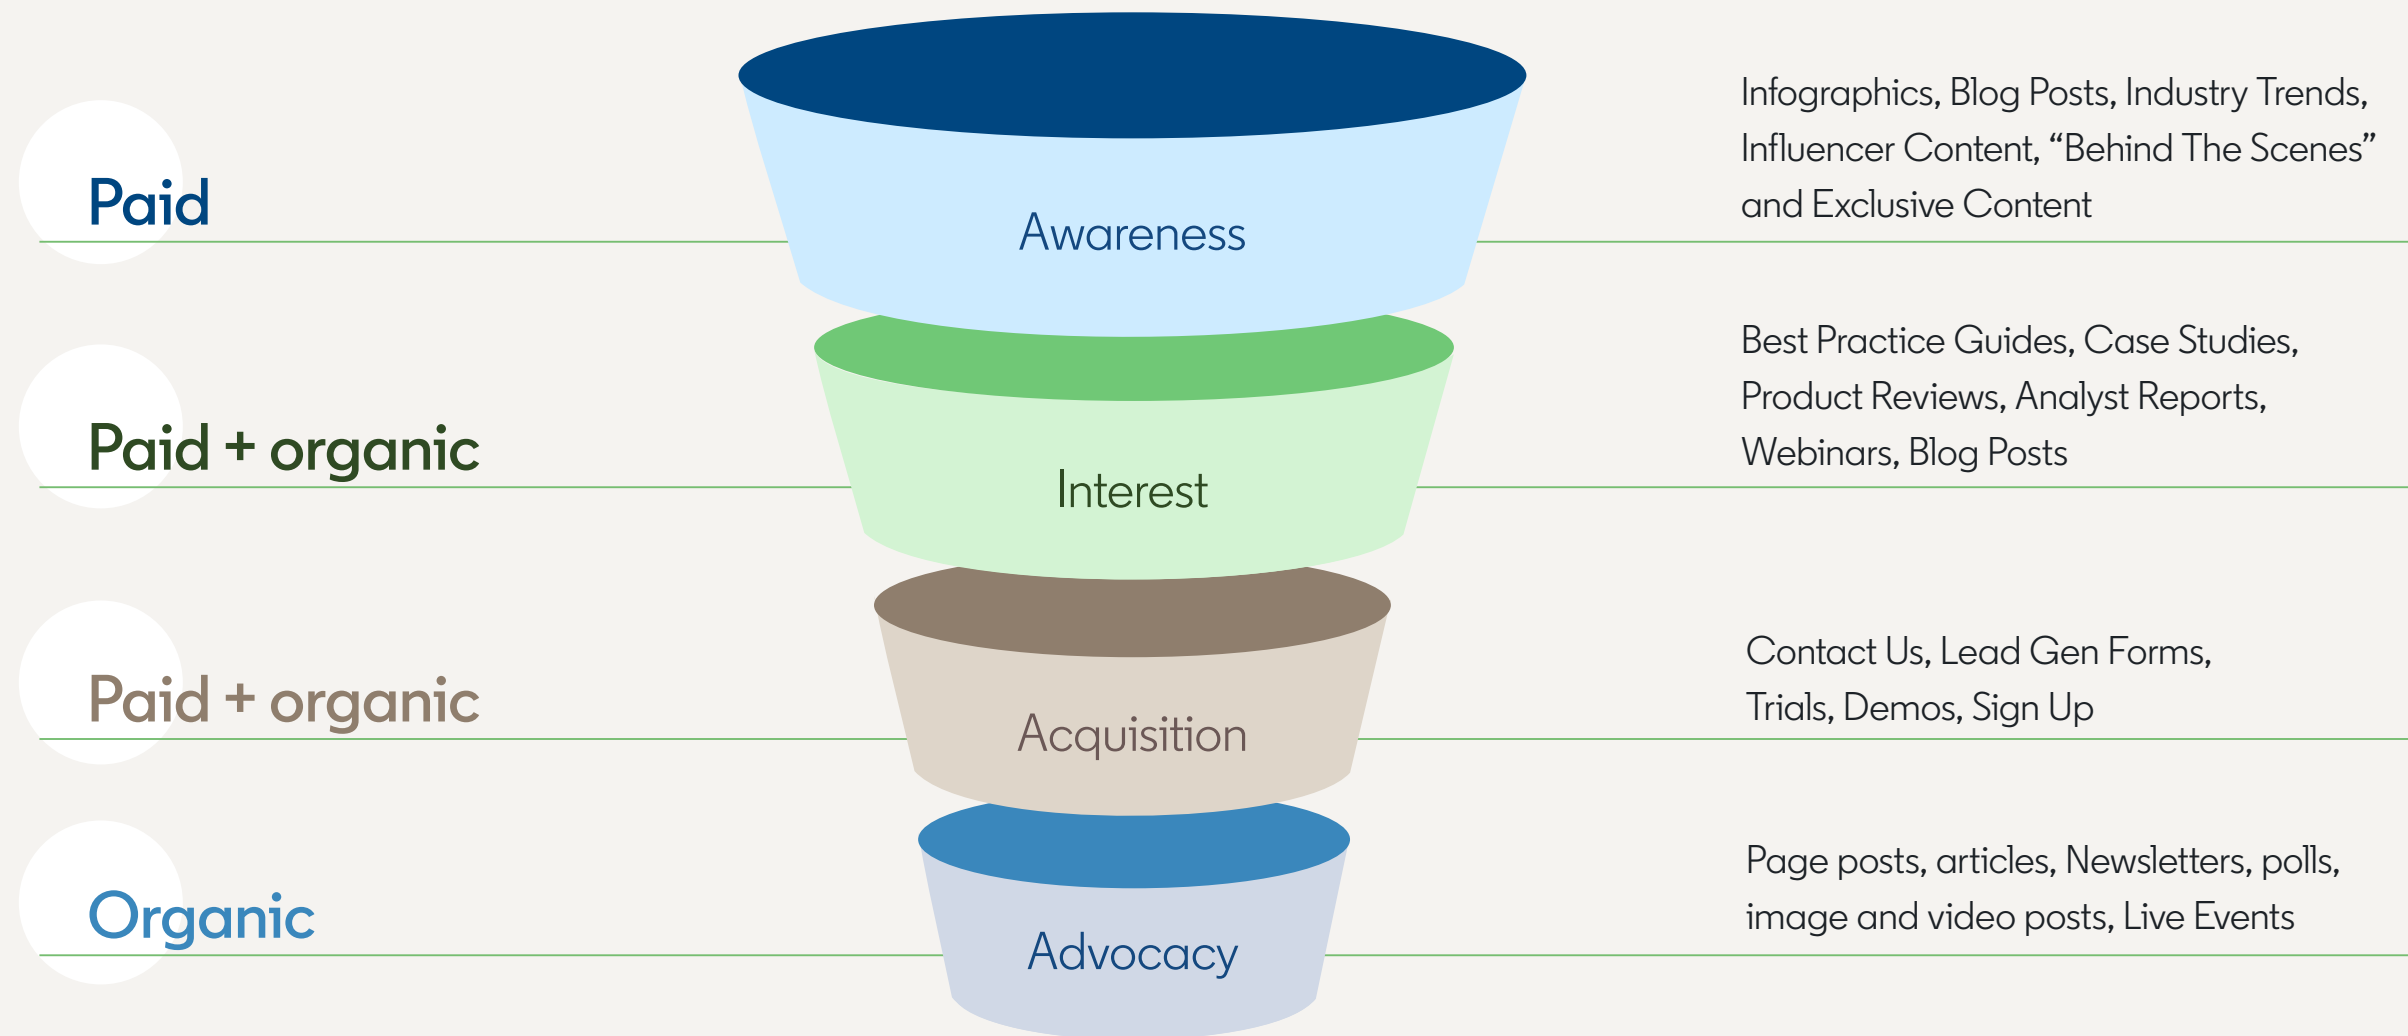 Paid
Awareness
Infographics, Blog Posts, Industry Trends,
Influencer Content, “Behind The Scenes”
and Exclusive Content
Paid + organic
Interest
Best Practice Guides, Case Studies,
Product Reviews, Analyst Reports,
Webinars, Blog Posts
Paid + organic
Acquisition
Contact Us, Lead Gen Forms,
Trials, Demos, Sign Up
Organic
Advocacy
Page posts, articles, Newsletters, polls,
image and video posts, Live Events